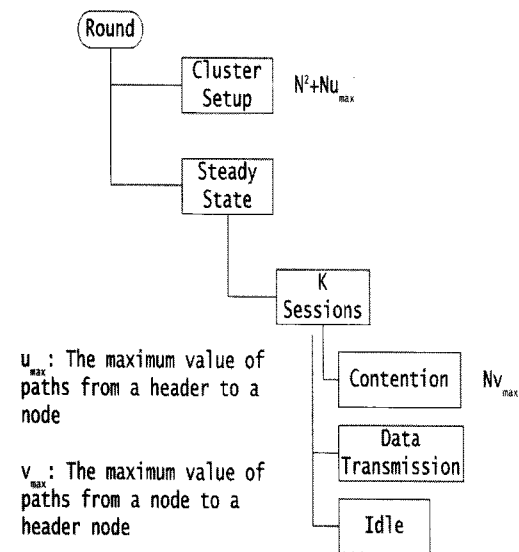 Round
Cluster
Setup
N²+Nu_max
Steady
State
K
Sessions
u_max: The maximum value of
paths from a header to a
node
Contention
Nv_max
Data
Transmission
v_max: The maximum value of
paths from a node to a
header node
Idle